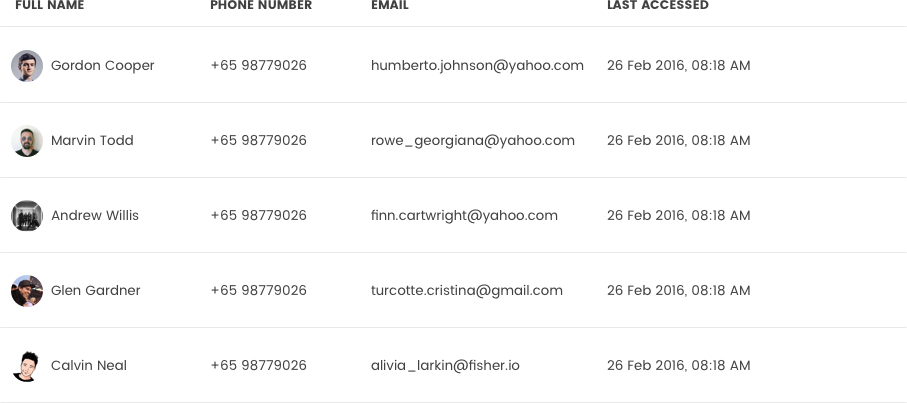 FULL NAME PHONE NUMBER EMAIL LAST ACCESSED
Gordon Cooper +65 98779026 humberto.johnson@yahoo.com 26 Feb 2016, 08:18 AM
Marvin Todd +65 98779026 rowe_georgiana@yahoo.com 26 Feb 2016, 08:18 AM
Andrew Willis +65 98779026 finn.cartwright@yahoo.com 26 Feb 2016, 08:18 AM
Glen Gardner +65 98779026 turcotte.cristina@gmail.com 26 Feb 2016, 08:18 AM
Calvin Neal +65 98779026 alivia_larkin@fisher.io 26 Feb 2016, 08:18 AM